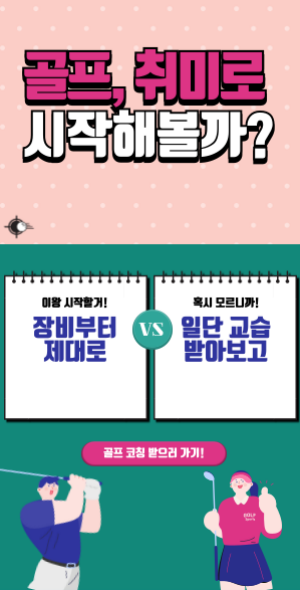 골프, 취미로
시작해볼까?
이왕 시작할거!
장비부터
제대로
VS
혹시 모르니까!
일단 교습
받아보고
골프 코칭 받으러 가기!
GOLF